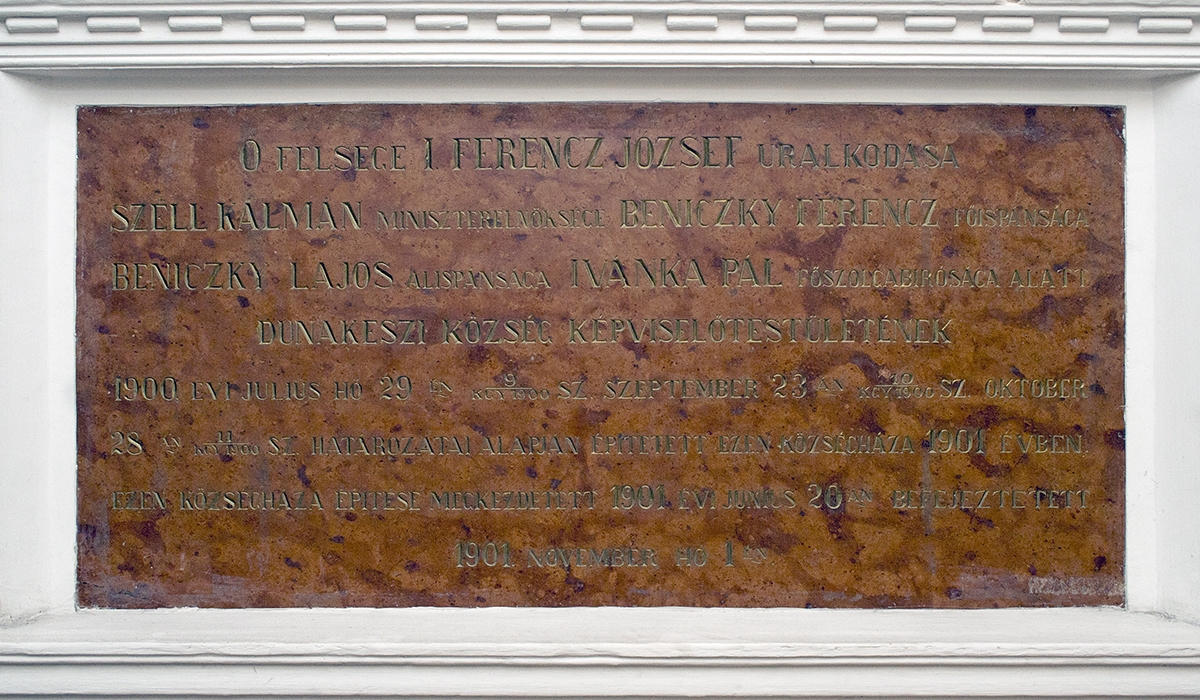 Ő FELSÉGE I. FERENCZ JÓZSEF URALKODÁSA
SZÉLL KÁLMÁN MINISZTERELNÖKSÉGE BENICZKY FERENCZ FŐISPÁNSÁGA
BENICZKY LAJOS ALISPÁNSÁGA IVÁNKA PÁL FŐSZOLGABIRÓSÁGA ALATT
DUNAKESZI KÖZSÉG KÉPVISELŐTESTÜLETÉNEK
1900. ÉVI JULIUS HÓ 29 ÉN 9/KGY 1900 SZ. SZEPTEMBER 23 ÁN 10/KGY 1900 SZ. OKTOBER
28 ÁN 11/KGY 1900 SZ. HATÁROZATAI ALAPJÁN ÉPÍTETETT EZEN KÖZSÉGHÁZA 1901 ÉVBEN.
EZEN KÖZSÉGHÁZA ÉPITÉSE MEGKEZDETETT 1901. ÉVI JUNIUS 20 ÁN BEFEJEZTETETT
1901. NOVEMBER HÓ 1 ÉN